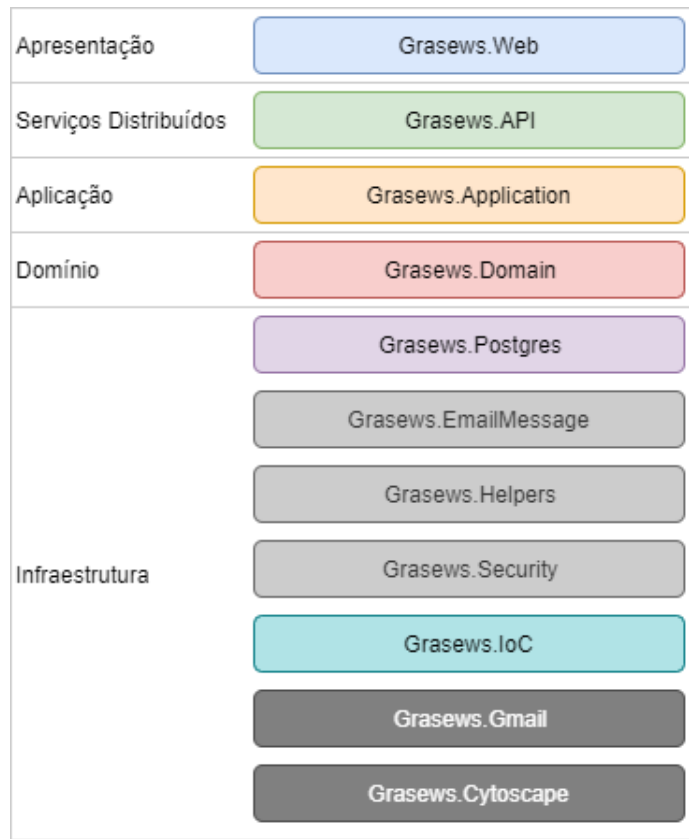 Apresentação
Grasews.Web
Serviços Distribuídos
Grasews.API
Aplicação
Grasews.Application
Domínio
Grasews.Domain
Infraestrutura
Grasews.Postgres
Grasews.EmailMessage
Grasews.Helpers
Grasews.Security
Grasews.IoC
Grasews.Gmail
Grasews.Cytoscape